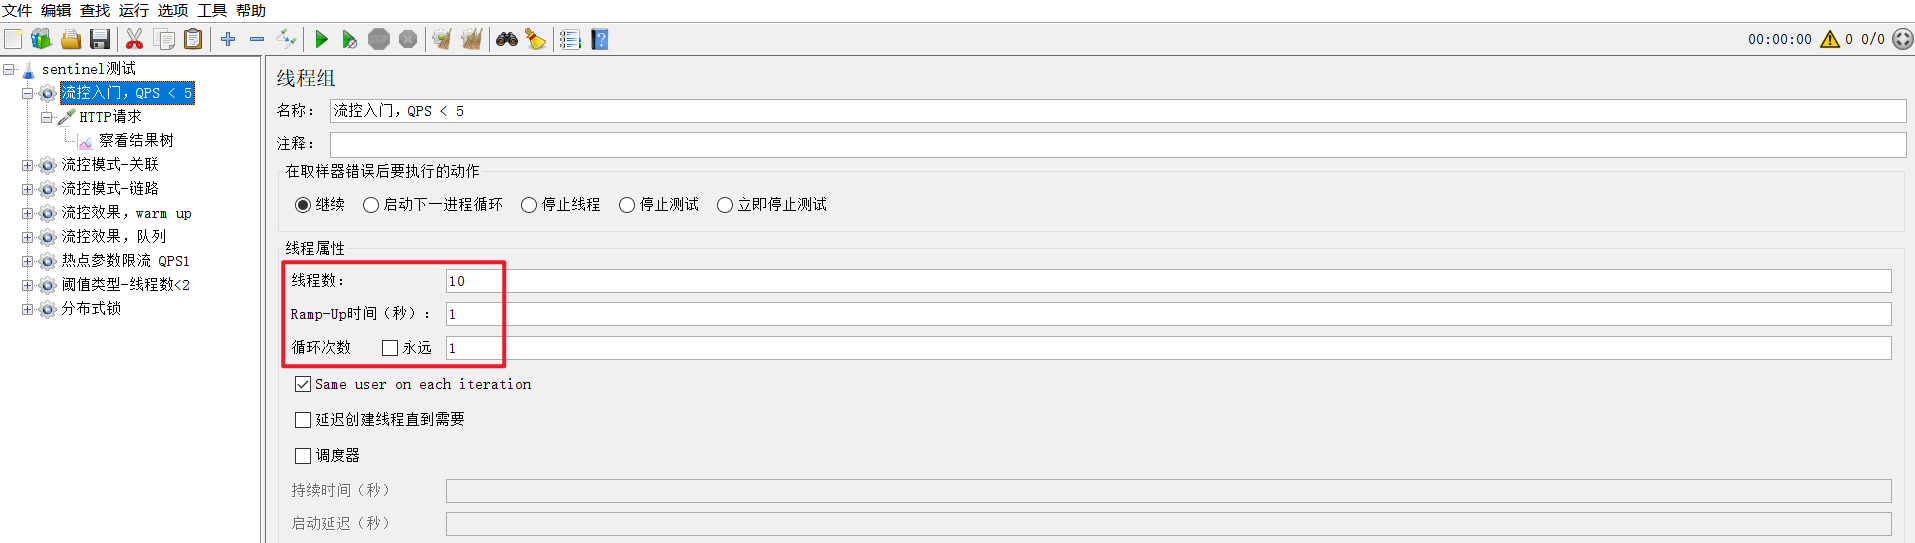 文件 编辑 查找 运行 选项 工具 帮助
STOP
00:00:00 0 0/0
sentinel测试
流控入门，QPS < 5
HTTP请求
察看结果树
流控模式-关联
流控模式-链路
流控效果，warm up
流控效果，队列
热点参数限流 QPS1
阈值类型-线程数<2
分布式锁
线程组
名称： 流控入门，QPS < 5
注释：
在取样器错误后要执行的动作
继续 启动下一进程循环 停止线程 停止测试 立即停止测试
线程属性
线程数： 10
Ramp-Up时间（秒）： 1
循环次数 永远 1
Same user on each iteration
延迟创建线程直到需要
调度器
持续时间（秒）
启动延迟（秒）